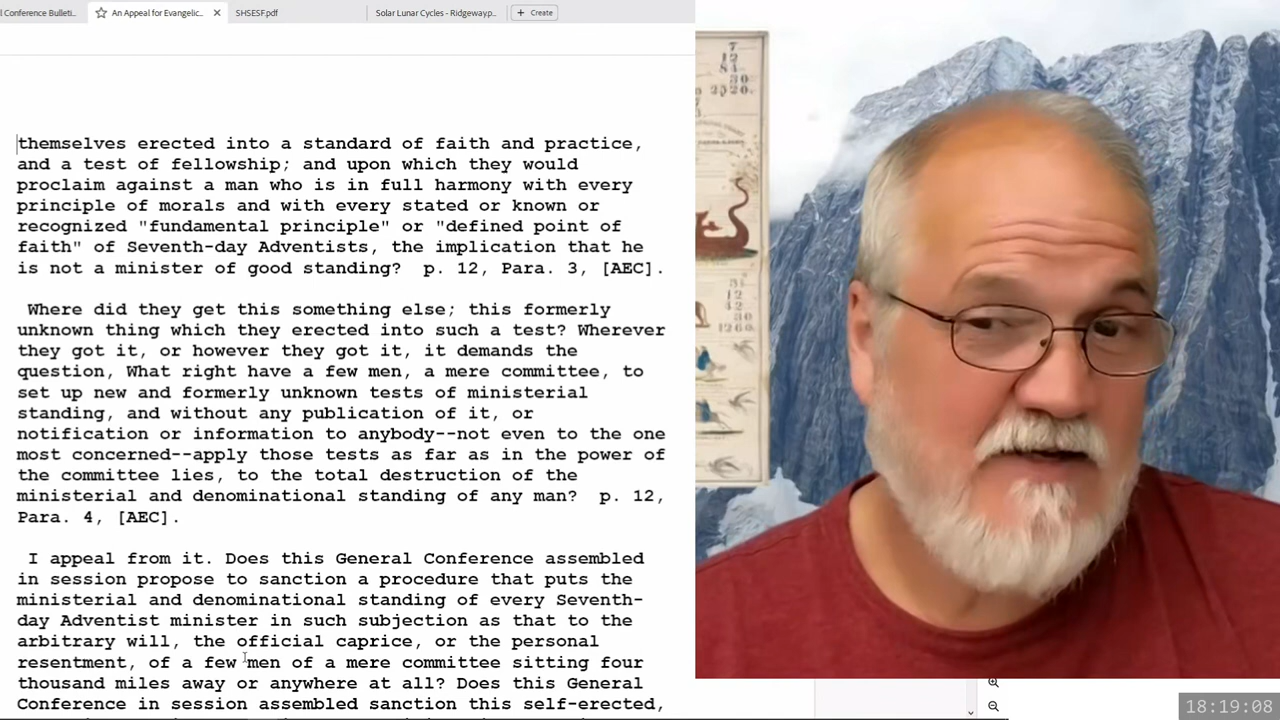 l Conference Bulleti..
An Appeal for Evangelic..
SHSESF.pdf
Solar Lunar Cycles - Ridgeway.p..
+ Create
themselves erected into a standard of faith and practice,
and a test of fellowship; and upon which they would
proclaim against a man who is in full harmony with every
principle of morals and with every stated or known or
recognized "fundamental principle" or "defined point of
faith" of Seventh-day Adventists, the implication that he
is not a minister of good standing?  p. 12, Para. 3, [AEC].
Where did they get this something else; this formerly
unknown thing which they erected into such a test? Wherever
they got it, or however they got it, it demands the
question, What right have a few men, a mere committee, to
set up new and formerly unknown tests of ministerial
standing, and without any publication of it, or
notification or information to anybody--not even to the one
most concerned--apply those tests as far as in the power of
the committee lies, to the total destruction of the
ministerial and denominational standing of any man?  p. 12,
Para. 4, [AEC].
I appeal from it. Does this General Conference assembled
in session propose to sanction a procedure that puts the
ministerial and denominational standing of every Seventh-
day Adventist minister in such subjection as that to the
arbitrary will, the official caprice, or the personal
resentment, of a few men of a mere committee sitting four
thousand miles away or anywhere at all? Does this General
Conference in session assembled sanction this self-erected,
7
12
30
2520
12
30
1260
18:19:08